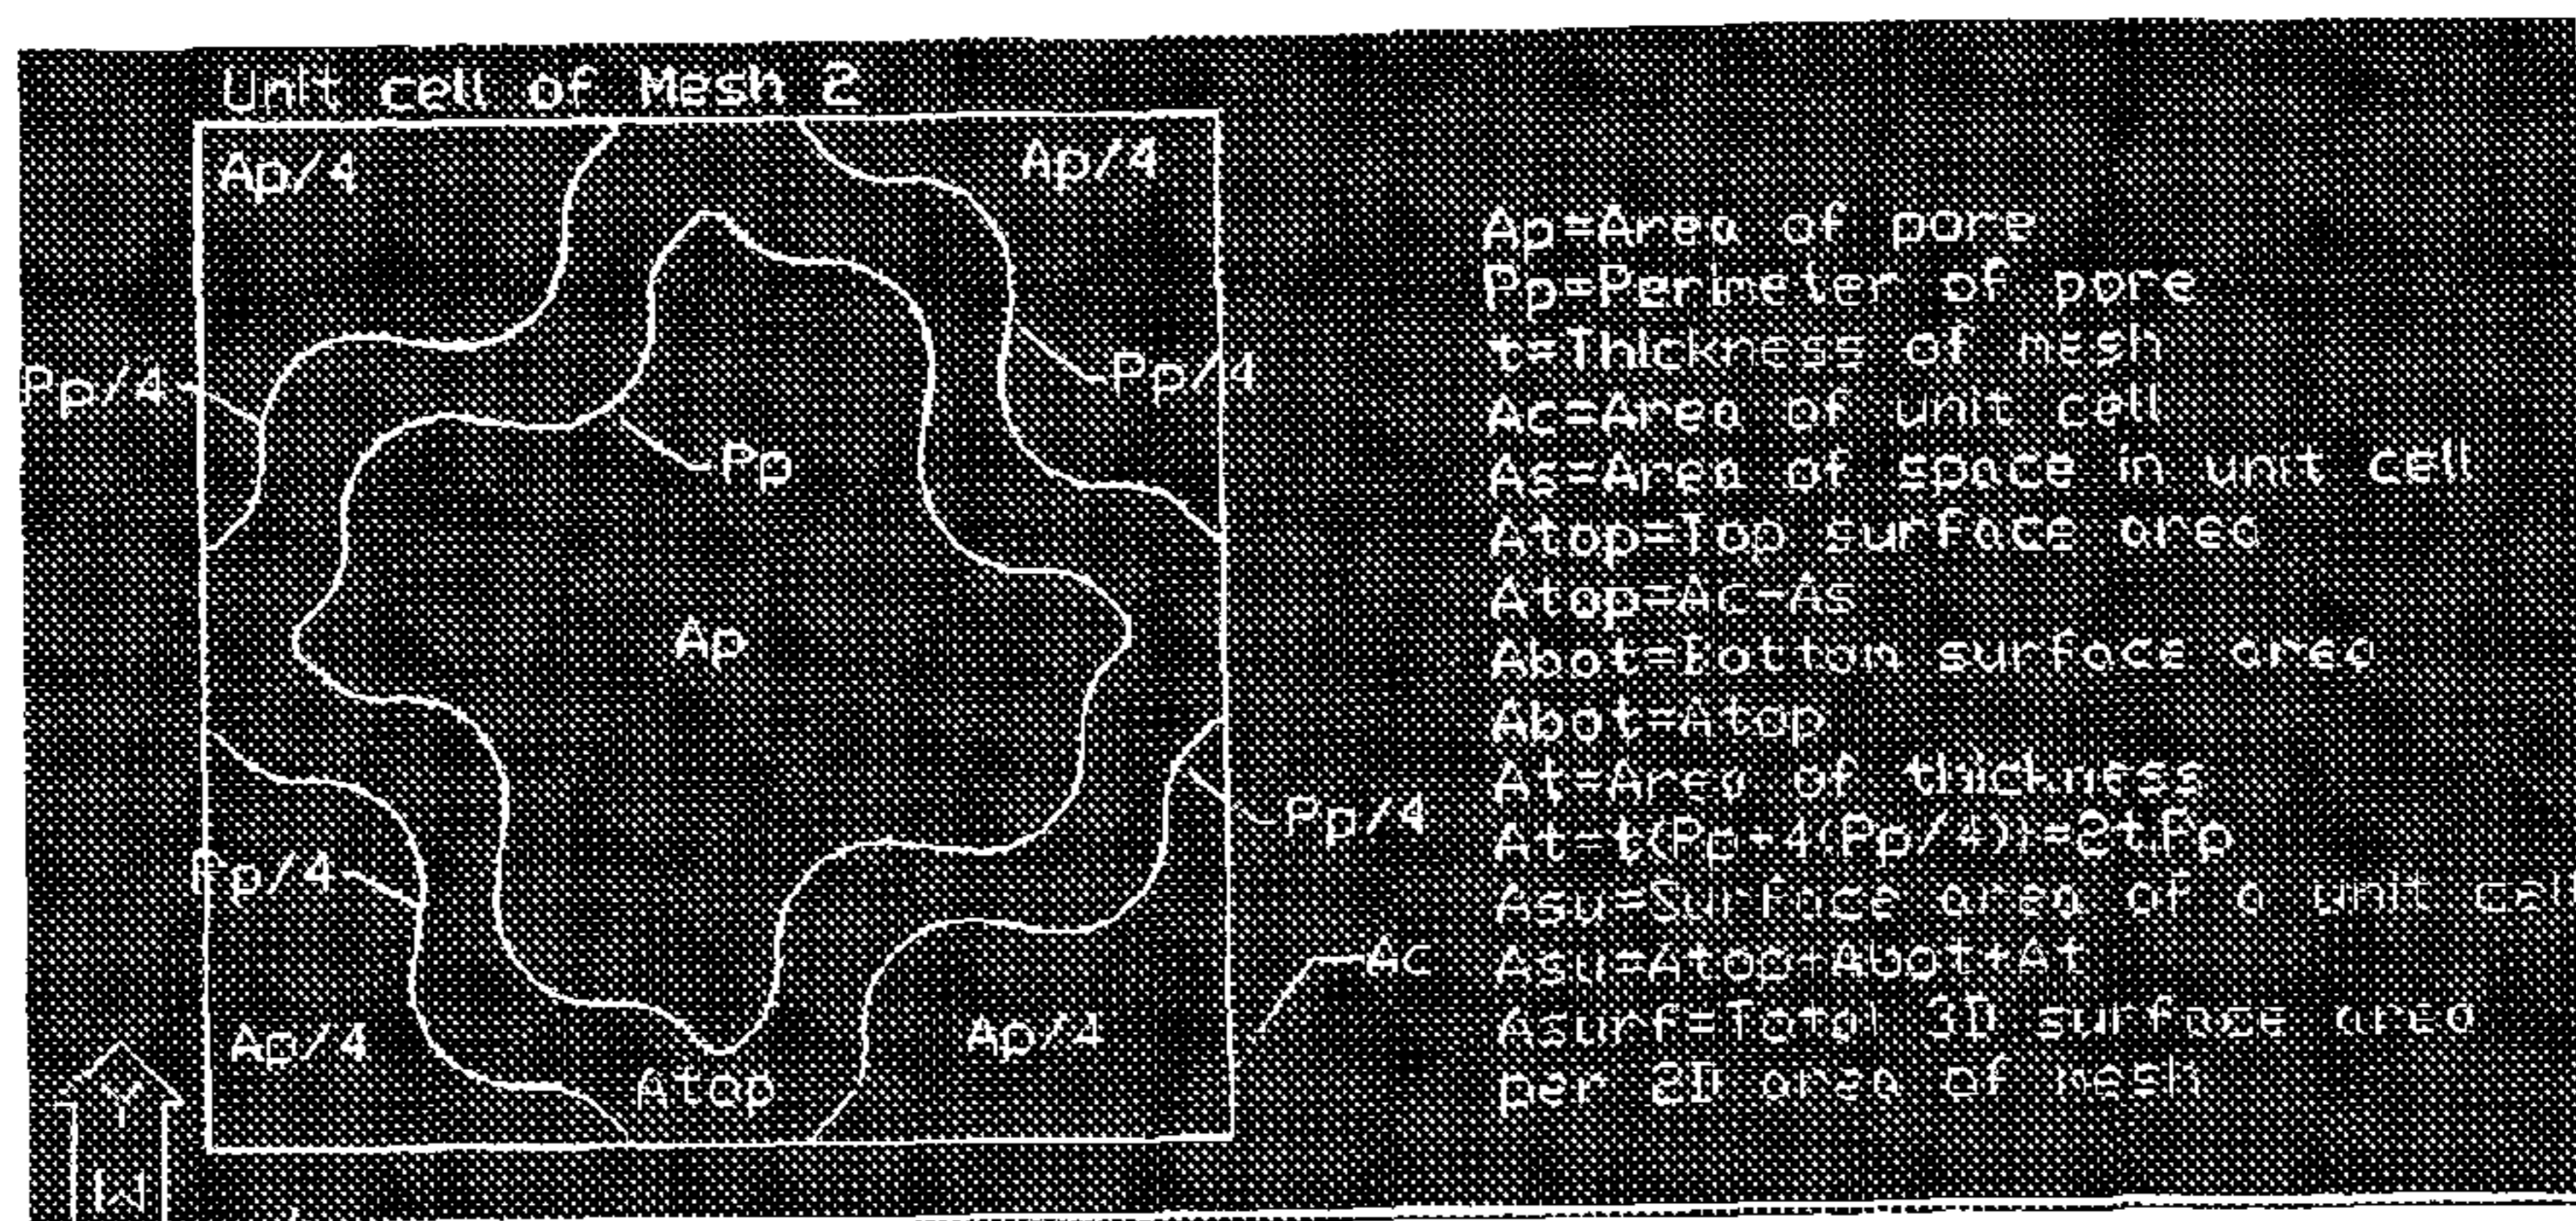 Unit cell of Mesh 2
Ap/4
Ap/4
Pp/4
Pp/4
Pp
Ap
Pp/4
Pp/4
Ac
Ap/4
Ap/4
Atop
Y
W
Ap=Area of pore
Pp=Perimeter of pore
t=Thickness of mesh
Ac=Area of unit cell
As=Area of space in unit cell
Atop=Top surface area
Atop=Ac-As
Abot=Bottom surface area
Abot=Atop
At=Area of thickness
At=t(Pp+4(Pp/4))=2t.Pp
Asu=Surface area of a unit cell
Asu=Atop+Abot+At
Asurf=Total 3D surface area
per 2D area of mesh